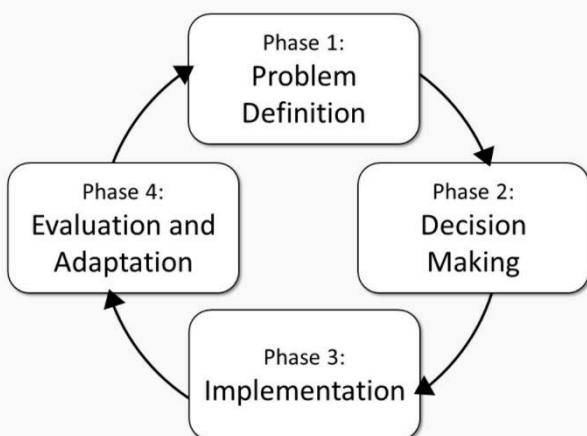 Phase 1:
Problem
Definition
Phase 2:
Decision
Making
Phase 3:
Implementation
Phase 4:
Evaluation and
Adaptation